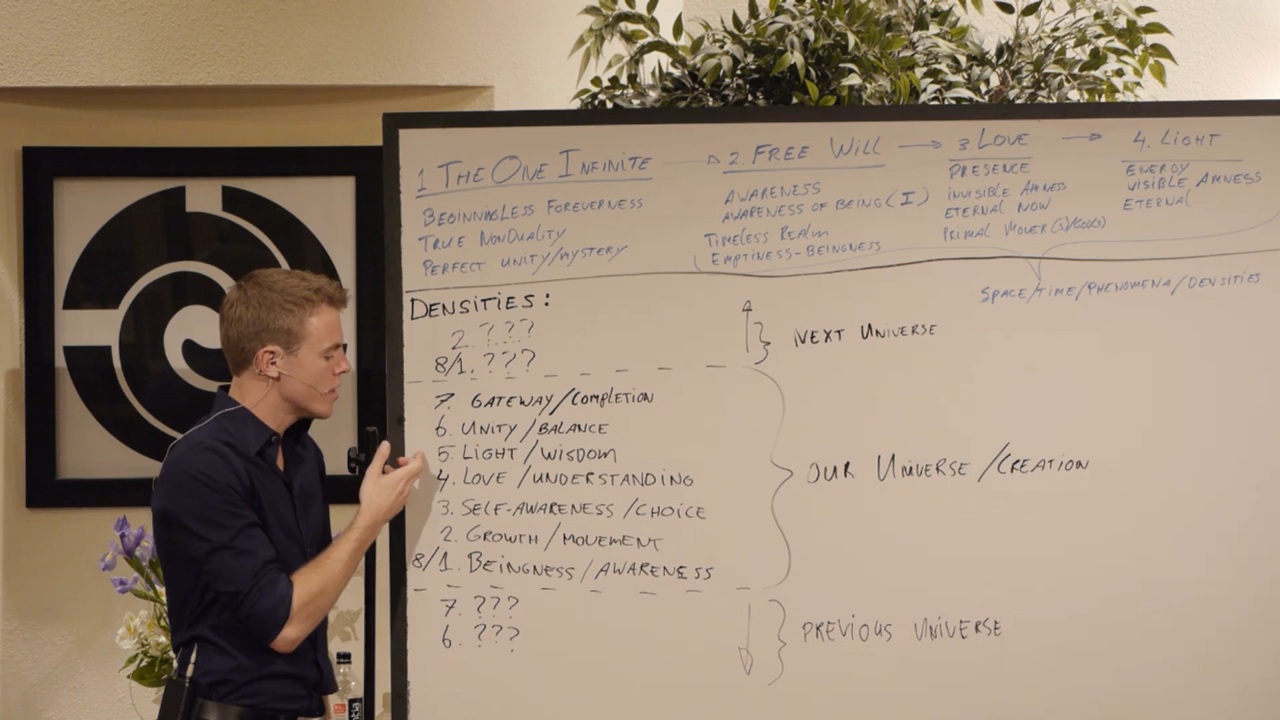 1 THE ONE INFINITE → 2. FREE WILL → 3. LOVE → 4. LIGHT
BEGINNINGLESS FOREVERNESS
TRUE NONDUALITY
PERFECT UNITY/MYSTERY
AWARENESS
AWARENESS OF BEING (I)
TIMELESS REALM
EMPTINESS-BEINGNESS
PRESENCE
INVISIBLE AMNESS
ETERNAL NOW
PRIMAL MOVER(S)/
ENERGY
VISIBLE AMNESS
ETERNAL
SPACE/TIME/PHENOMENA/DENSITIES
DENSITIES:
2. ???
8/1. ???
NEXT UNIVERSE
7. GATEWAY/COMPLETION
6. UNITY/BALANCE
5. LIGHT/WISDOM
4. LOVE/UNDERSTANDING
3. SELF-AWARENESS/CHOICE
2. GROWTH/MOVEMENT
8/1. BEINGNESS/AWARENESS
OUR UNIVERSE/CREATION
7. ???
6. ???
PREVIOUS UNIVERSE